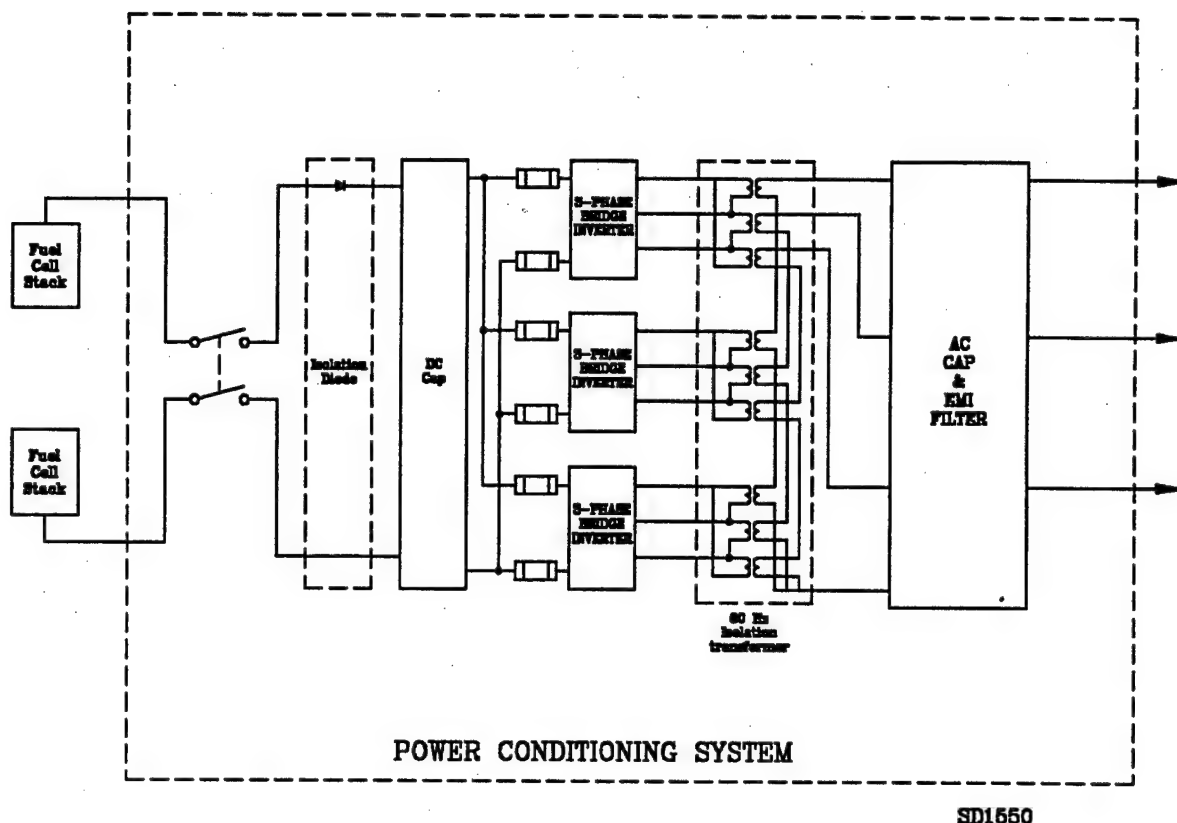 Fuel
Cell
Stack
Fuel
Cell
Stack
Isolation
Diode
DC
Cap
3-PHASE
BRIDGE
INVERTER
3-PHASE
BRIDGE
INVERTER
3-PHASE
BRIDGE
INVERTER
60 Hz
Isolation
transformer
AC
CAP
&
EMI
FILTER
POWER CONDITIONING SYSTEM
SD1550